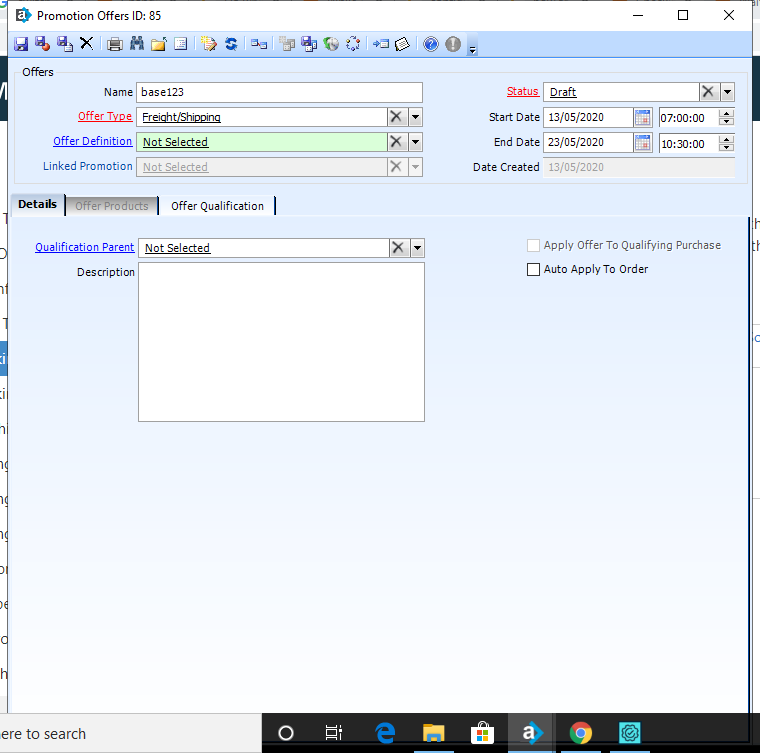 Promotion Offers ID: 85
Offers
Name base123
Status Draft
Offer Type Freight/Shipping
Start Date 13/05/2020 07:00:00
Offer Definition Not Selected
End Date 23/05/2020 10:30:00
Linked Promotion Not Selected
Date Created 13/05/2020
Details Offer Products Offer Qualification
Qualification Parent Not Selected
Apply Offer To Qualifying Purchase
Description
Auto Apply To Order
ere to search